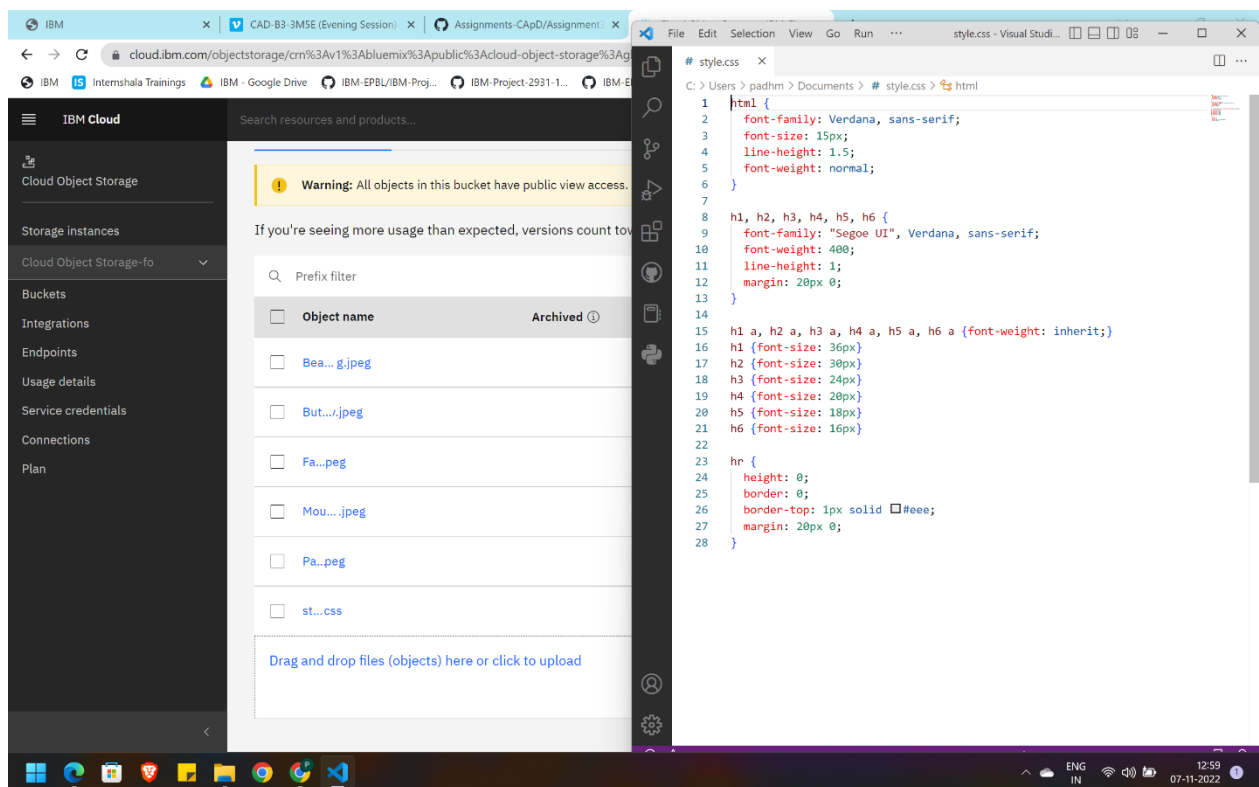 IBM
CAD-B3-3M5E (Evening Session)
Assignments-CApD/Assignment
cloud.ibm.com/objectstorage/crn%3Av1%3Abluemix%3Apublic%3Acloud-object-storage%3Ag
IBM
IS Internshala Trainings
IBM - Google Drive
IBM-EPBL/IBM-Proj...
IBM-Project-2931-1...
IBM-E
IBM Cloud
Search resources and products...
Cloud Object Storage
Storage instances
Cloud Object Storage-fo
Buckets
Integrations
Endpoints
Usage details
Service credentials
Connections
Plan
Warning: All objects in this bucket have public view access.
If you're seeing more usage than expected, versions count tow
Prefix filter
Object name Archived
Bea... g.jpeg
But.../.jpeg
Fa...peg
Mou... .jpeg
Pa...peg
st...css
Drag and drop files (objects) here or click to upload
File Edit Selection View Go Run ··· style.css - Visual Studi...
# style.css
C: > Users > padhm > Documents > # style.css > html
1 html {
2 font-family: Verdana, sans-serif;
3 font-size: 15px;
4 line-height: 1.5;
5 font-weight: normal;
6 }
7
8 h1, h2, h3, h4, h5, h6 {
9 font-family: "Segoe UI", Verdana, sans-serif;
10 font-weight: 400;
11 line-height: 1;
12 margin: 20px 0;
13 }
14
15 h1 a, h2 a, h3 a, h4 a, h5 a, h6 a {font-weight: inherit;}
16 h1 {font-size: 36px}
17 h2 {font-size: 30px}
18 h3 {font-size: 24px}
19 h4 {font-size: 20px}
20 h5 {font-size: 18px}
21 h6 {font-size: 16px}
22
23 hr {
24 height: 0;
25 border: 0;
26 border-top: 1px solid #eee;
27 margin: 20px 0;
28 }
ENG
IN
12:59
07-11-2022
1